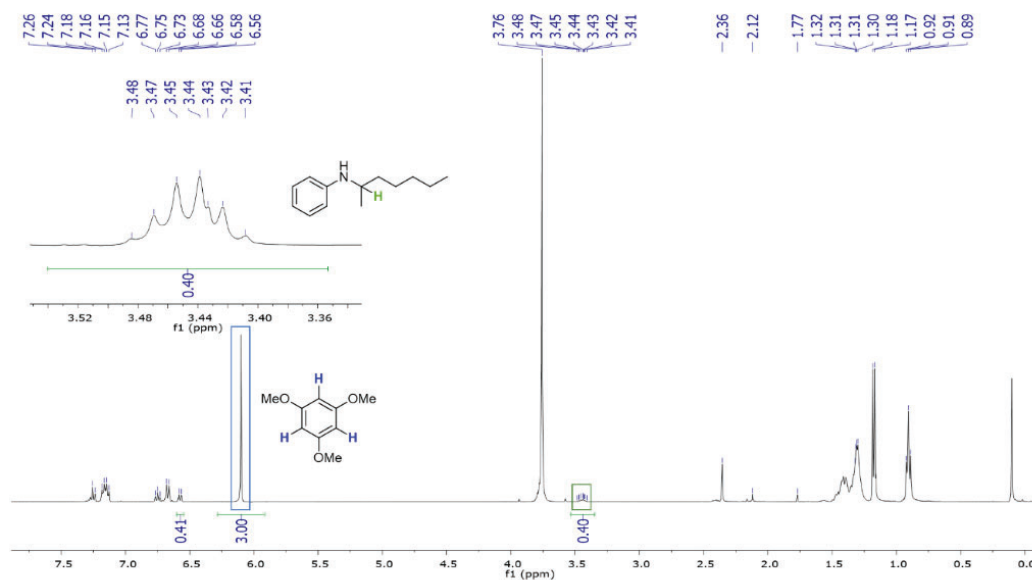 7.26 7.24 7.18 7.16 7.15 7.13 6.77 6.75 6.73 6.68 6.66 6.58 6.56 3.76 3.48 3.47 3.45 3.44 3.43 3.42 3.41 2.36 2.12 1.77 1.32 1.31 1.31 1.30 1.18 1.17 0.92 0.91 0.89
3.48 3.47 3.45 3.44 3.43 3.42 3.41
H
N
H
0.40
3.52 3.48 3.44 3.40 3.36
f1 (ppm)
H
MeO OMe
H H
OMe
0.41 3.00 0.40
7.5 7.0 6.5 6.0 5.5 5.0 4.5 4.0 3.5 3.0 2.5 2.0 1.5 1.0 0.5
f1 (ppm)